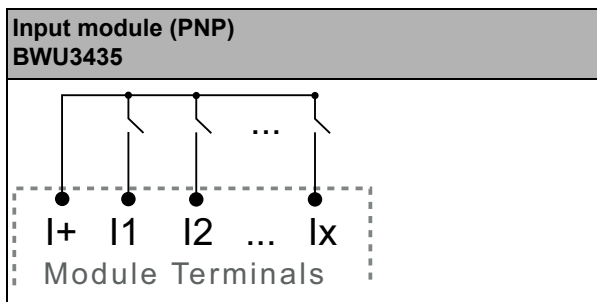 Input module (PNP)
BWU3435
...
I+ I1 I2 ... Ix
Module Terminals